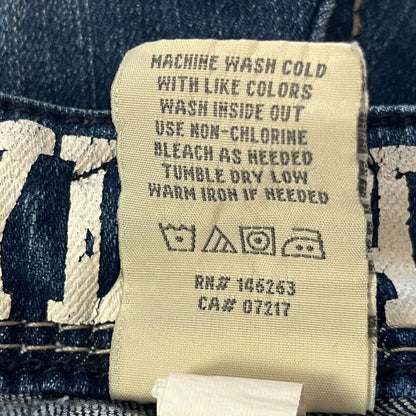 MACHINE WASH COLD
WITH LIKE COLORS
WASH INSIDE OUT
USE NON-CHLORINE
BLEACH AS NEEDED
TUMBLE DRY LOW
WARM IRON IF NEEDED
RN# 146263
CA# 07217